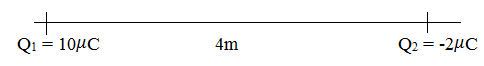 Q₁ = 10μC 4m Q₂ = -2μC